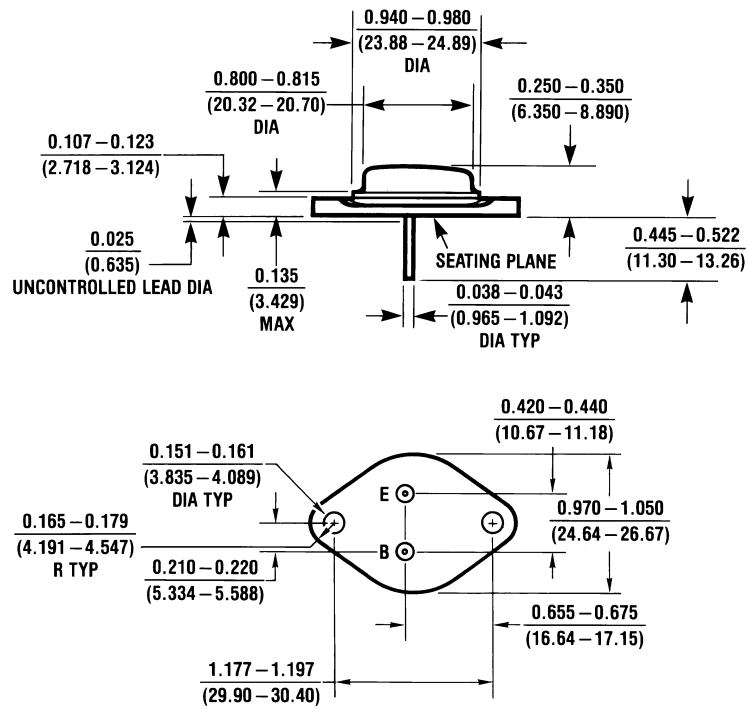 0.940 – 0.980
(23.88 – 24.89)
DIA
0.800 – 0.815
(20.32 – 20.70)
DIA
0.250 – 0.350
(6.350 – 8.890)
0.107 – 0.123
(2.718 – 3.124)
0.025
(0.635)
UNCONTROLLED LEAD DIA
0.135
(3.429)
MAX
SEATING PLANE
0.445 – 0.522
(11.30 – 13.26)
0.038 – 0.043
(0.965 – 1.092)
DIA TYP
0.420 – 0.440
(10.67 – 11.18)
0.151 – 0.161
(3.835 – 4.089)
DIA TYP
E
0.970 – 1.050
(24.64 – 26.67)
0.165 – 0.179
(4.191 – 4.547)
R TYP
B
0.210 – 0.220
(5.334 – 5.588)
0.655 – 0.675
(16.64 – 17.15)
1.177 – 1.197
(29.90 – 30.40)